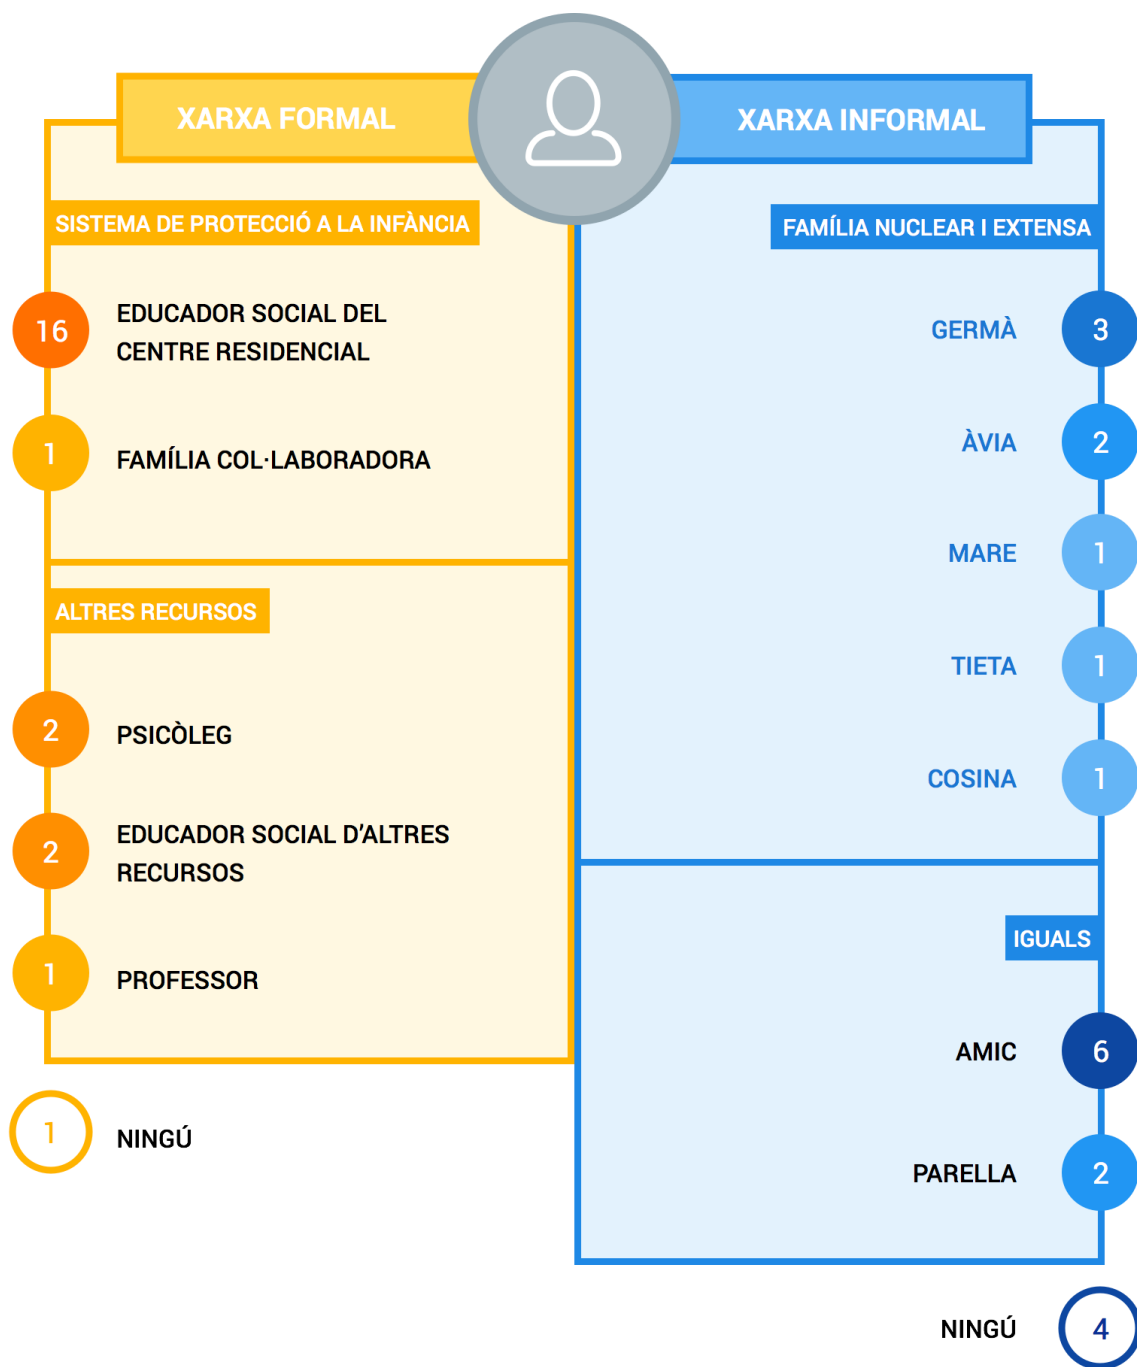 XARXA FORMAL
SISTEMA DE PROTECCIÓ A LA INFÀNCIA
16
EDUCADOR SOCIAL DEL
CENTRE RESIDENCIAL
1
FAMÍLIA COL·LABORADORA
ALTRES RECURSOS
2
PSICÒLEG
2
EDUCADOR SOCIAL D'ALTRES
RECURSOS
1
PROFESSOR
1
NINGÚ
XARXA INFORMAL
FAMÍLIA NUCLEAR I EXTENSA
GERMÀ
3
ÀVIA
2
MARE
1
TIETA
1
COSINA
1
IGUALS
AMIC
6
PARELLA
2
NINGÚ
4